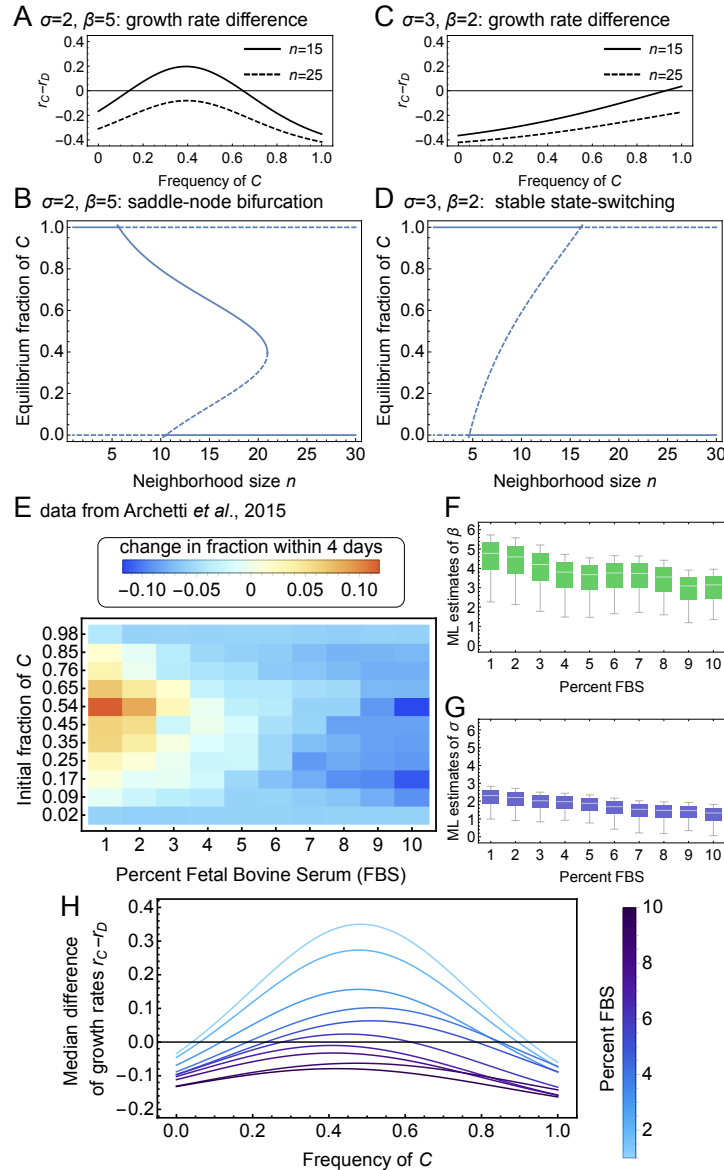 A σ=2, β=5: growth rate difference
0.4
0.2
0
−0.2
−0.4
r_C−r_D
n=15
n=25
0 0.2 0.4 0.6 0.8 1.0
Frequency of C
C σ=3, β=2: growth rate difference
0.4
0.2
0
−0.2
−0.4
r_C−r_D
n=15
n=25
0 0.2 0.4 0.6 0.8 1.0
Frequency of C
B σ=2, β=5: saddle-node bifurcation
Equilibrium fraction of C
1.0
0.8
0.6
0.4
0.2
0.0
5 10 15 20 25 30
Neighborhood size n
D σ=3, β=2: stable state-switching
Equilibrium fraction of C
1.0
0.8
0.6
0.4
0.2
0.0
5 10 15 20 25 30
Neighborhood size n
E data from Archetti et al., 2015
change in fraction within 4 days
−0.10 −0.05 0 0.05 0.10
Initial fraction of C
0.98
0.85
0.76
0.65
0.54
0.45
0.35
0.25
0.17
0.09
0.02
1 2 3 4 5 6 7 8 9 10
Percent Fetal Bovine Serum (FBS)
F
ML estimates of β
6
5
4
3
2
1
0
1 2 3 4 5 6 7 8 9 10
Percent FBS
G
ML estimates of σ
6
5
4
3
2
1
0
1 2 3 4 5 6 7 8 9 10
Percent FBS
H
Median difference
of growth rates r_C−r_D
0.4
0.3
0.2
0.1
0.0
−0.1
−0.2
0.0 0.2 0.4 0.6 0.8 1.0
Frequency of C
10
8
6
4
2
Percent FBS